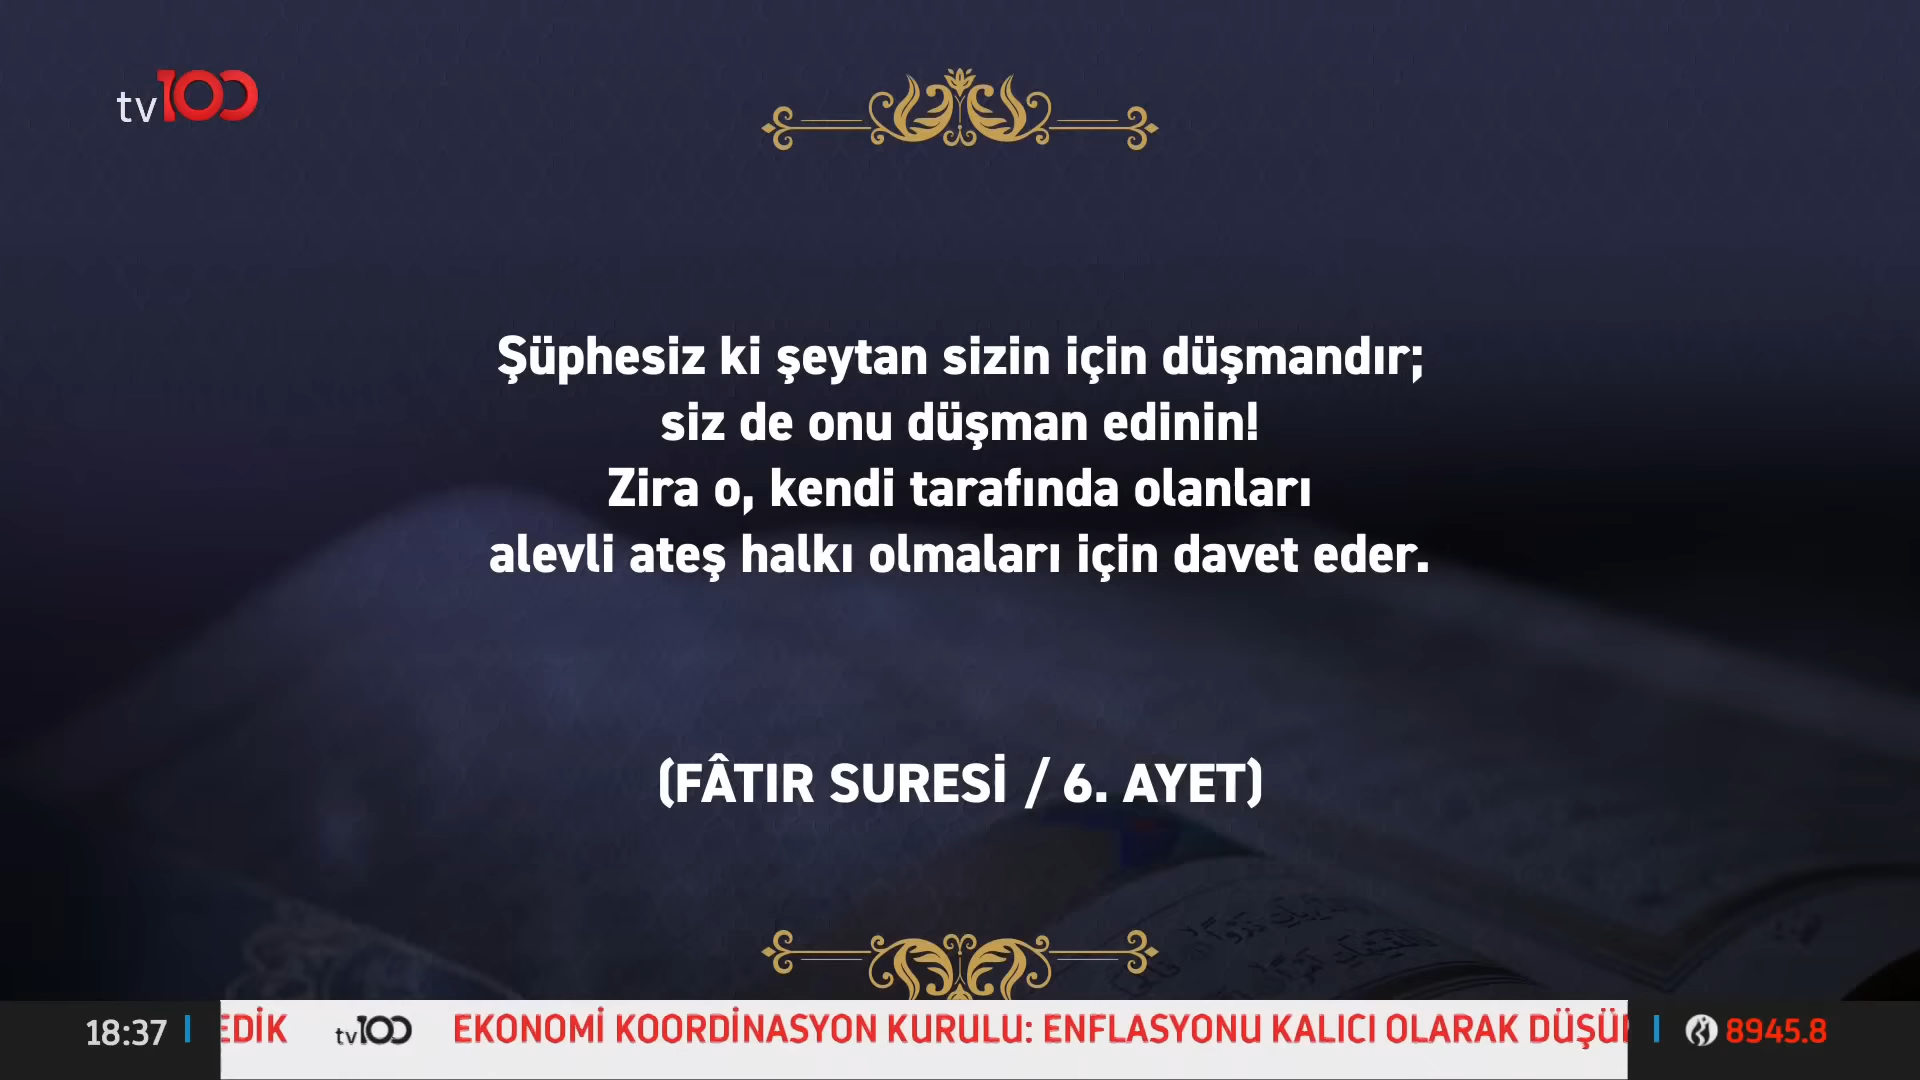 tv100
Şüphesiz ki şeytan sizin için düşmandır;
siz de onu düşman edinin!
Zira o, kendi tarafında olanları
alevli ateş halkı olmaları için davet eder.
(FÂTIR SURESİ / 6. AYET)
18:37 EDİK tv100 EKONOMİ KOORDİNASYON KURULU: ENFLASYONU KALICI OLARAK 8945.8